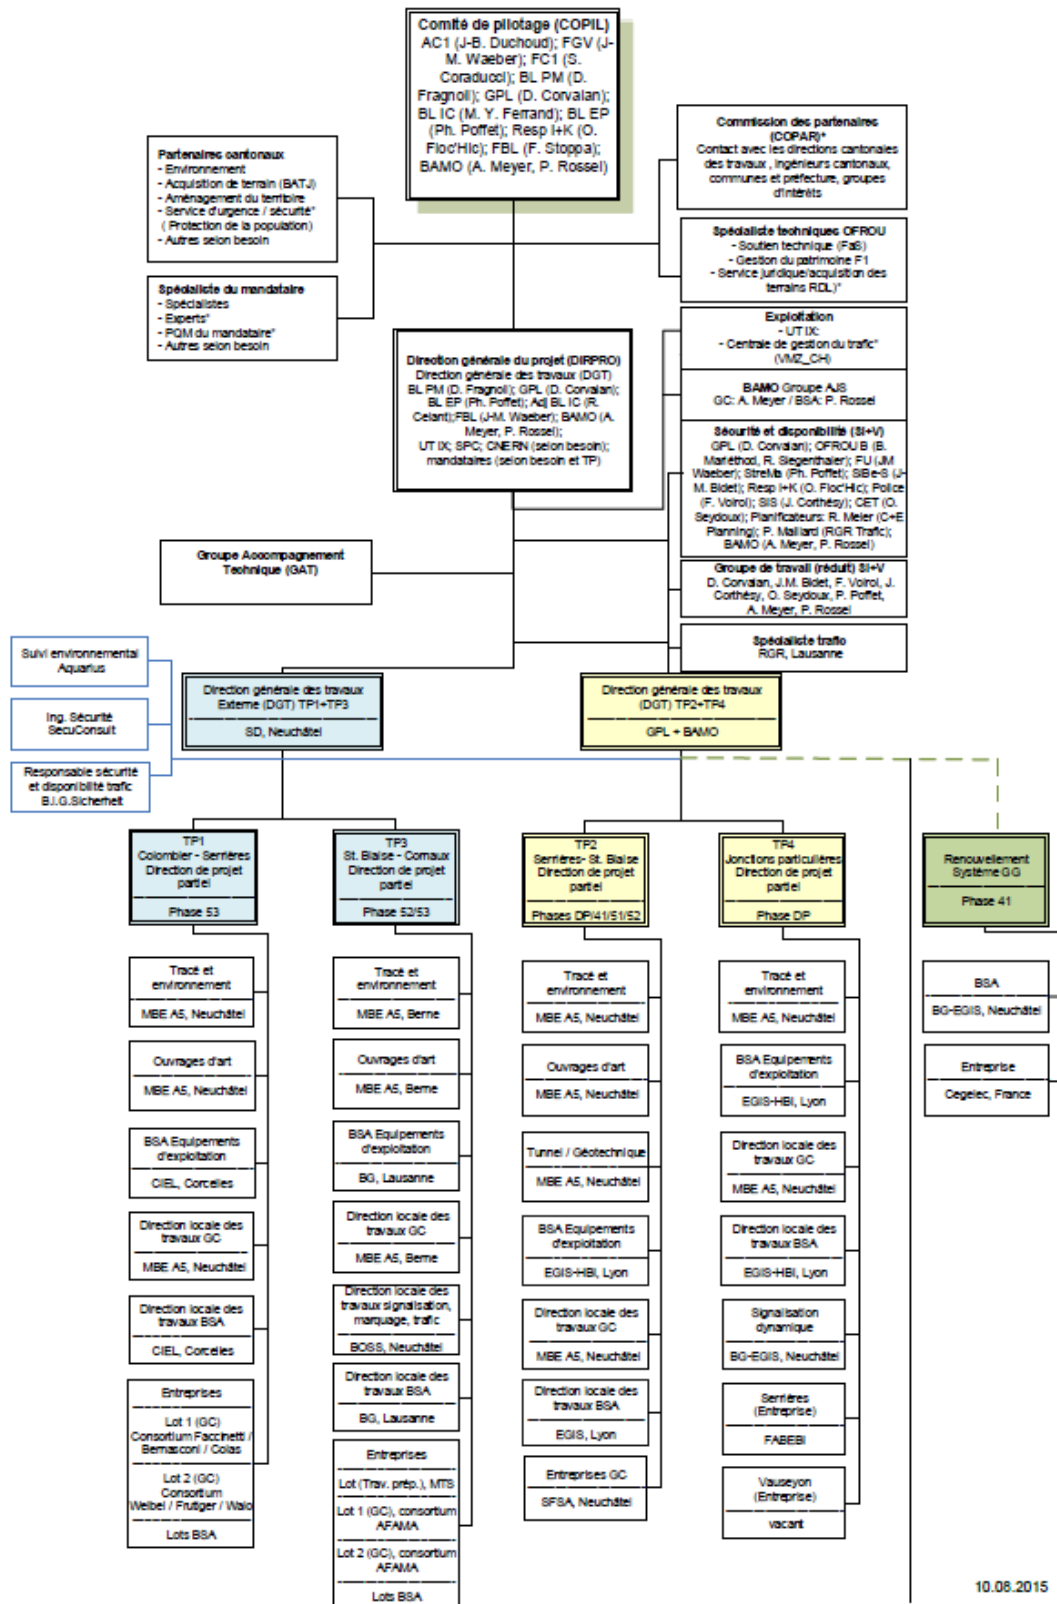 Comité de pilotage (COPIL)
AC1 (J-B. Duchoud); FGV (J-
M. Waeber); FC1 (S.
Coraducci); BL PM (D.
Fragnoli); GPL (D. Corvalan);
BL IC (M. Y. Ferrand); BL EP
(Ph. Poffet); Resp I+K (O.
Floc'Hic); FBL (F. Stoppa);
BAMO (A. Meyer, P. Rossel)
Commission des partenaires
(COPAR)*
Contact avec les directions cantonales
des travaux , ingénieurs cantonaux,
communes et préfecture, groupes
d'intérêts
Partenaires cantonaux
- Environnement
- Acquisition de terrain (BATJ)
- Aménagement du territoire
- Service d'urgence / sécurité*
( Protection de la population)
- Autres selon besoin
Spécialiste techniques OFROU
- Soutien technique (FaS)
- Gestion du patrimoine F1
- Service juridique/acquisition des
terrains RDL)*
Spécialiste du mandataire
- Spécialistes
- Experts*
- PQM du mandataire*
- Autres selon besoin
Exploitation
- UT IX:
- Centrale de gestion du trafic*
(VMZ_CH)
Direction générale du projet (DIRPRO)
Direction générale des travaux (DGT)
BL PM (D. Fragnoli); GPL (D. Corvalan);
BL EP (Ph. Poffet); Adj BL IC (R.
Celant);FBL (J-M. Waeber); BAMO (A.
Meyer, P. Rossel);
UT IX; SPC; CNERN (selon besoin);
mandataires (selon besoin et TP)
BAMO Groupe AJS
GC: A. Meyer / BSA: P. Rossel
Sécurité et disponibilité (SI+V)
GPL (D. Corvalan); OFROU B (B.
Mariéthod, R. Siegenthaler); FU (JM
Waeber); StreMa (Ph. Poffet); SiBe-S (J-
M. Bidet); Resp I+K (O. Floc'Hic); Police
(F. Voirol); SIS (J. Corthésy); CET (O.
Seydoux); Planificateurs: R. Meier (C+E
Planning); P. Maillard (RGR Trafic);
BAMO (A. Meyer, P. Rossel)
Groupe Accompagnement
Technique (GAT)
Groupe de travail (réduit) SI+V
D. Corvalan, J.M. Bidet, F. Voirol, J.
Corthésy, O. Seydoux, P. Poffet,
A. Meyer, P. Rossel
Spécialiste trafic
RGR, Lausanne
Suivi environnemental
Aquarius
Ing. Sécurité
SecuConsult
Responsable sécurité
et disponibilité trafic
B.I.G.Sicherheit
Direction générale des travaux
Externe (DGT) TP1+TP3
SD, Neuchâtel
Direction générale des travaux
(DGT) TP2+TP4
GPL + BAMO
TP1
Colombier - Serrières
Direction de projet
partiel
Phase 53
Tracé et
environnement
MBE A5, Neuchâtel
Ouvrages d'art
MBE A5, Neuchâtel
BSA Equipements
d'exploitation
CIEL, Corcelles
Direction locale des
travaux GC
MBE A5, Neuchâtel
Direction locale des
travaux BSA
CIEL, Corcelles
Entreprises
Lot 1 (GC)
Consortium Faccinetti /
Bernasconi / Colas
Lot 2 (GC)
Consortium
Weibel / Frutiger / Walo
Lots BSA
TP3
St. Blaise - Cornaux
Direction de projet
partiel
Phase 52/53
Tracé et
environnement
MBE A5, Berne
Ouvrages d'art
MBE A5, Berne
BSA Equipements
d'exploitation
BG, Lausanne
Direction locale des
travaux GC
MBE A5, Berne
Direction locale des
travaux signalisation,
marquage, trafic
BOSS, Neuchâtel
Direction locale des
travaux BSA
BG, Lausanne
Entreprises
Lot (Trav. prép.), MTS
Lot 1 (GC), consortium
AFAMA
Lot 2 (GC), consortium
AFAMA
Lots BSA
TP2
Serrières- St. Blaise
Direction de projet
partiel
Phases DP/41/51/52
Tracé et
environnement
MBE A5, Neuchâtel
Ouvrages d'art
MBE A5, Neuchâtel
Tunnel / Géotechnique
MBE A5, Neuchâtel
BSA Equipements
d'exploitation
EGIS-HBI, Lyon
Direction locale des
travaux GC
MBE A5, Neuchâtel
Direction locale des
travaux BSA
EGIS, Lyon
Entreprises GC
SFSA, Neuchâtel
TP4
Jonctions particulières
Direction de projet
partiel
Phase DP
Tracé et
environnement
MBE A5, Neuchâtel
BSA Equipements
d'exploitation
EGIS-HBI, Lyon
Direction locale des
travaux GC
MBE A5, Neuchâtel
Direction locale des
travaux BSA
EGIS-HBI, Lyon
Signalisation
dynamique
BG-EGIS, Neuchâtel
Serrières
(Entreprise)
FABEBI
Vauseyon
(Entreprise)
vacant
Renouvellement
Système GG
Phase 41
BSA
BG-EGIS, Neuchâtel
Entreprise
Cegelec, France
10.08.2015